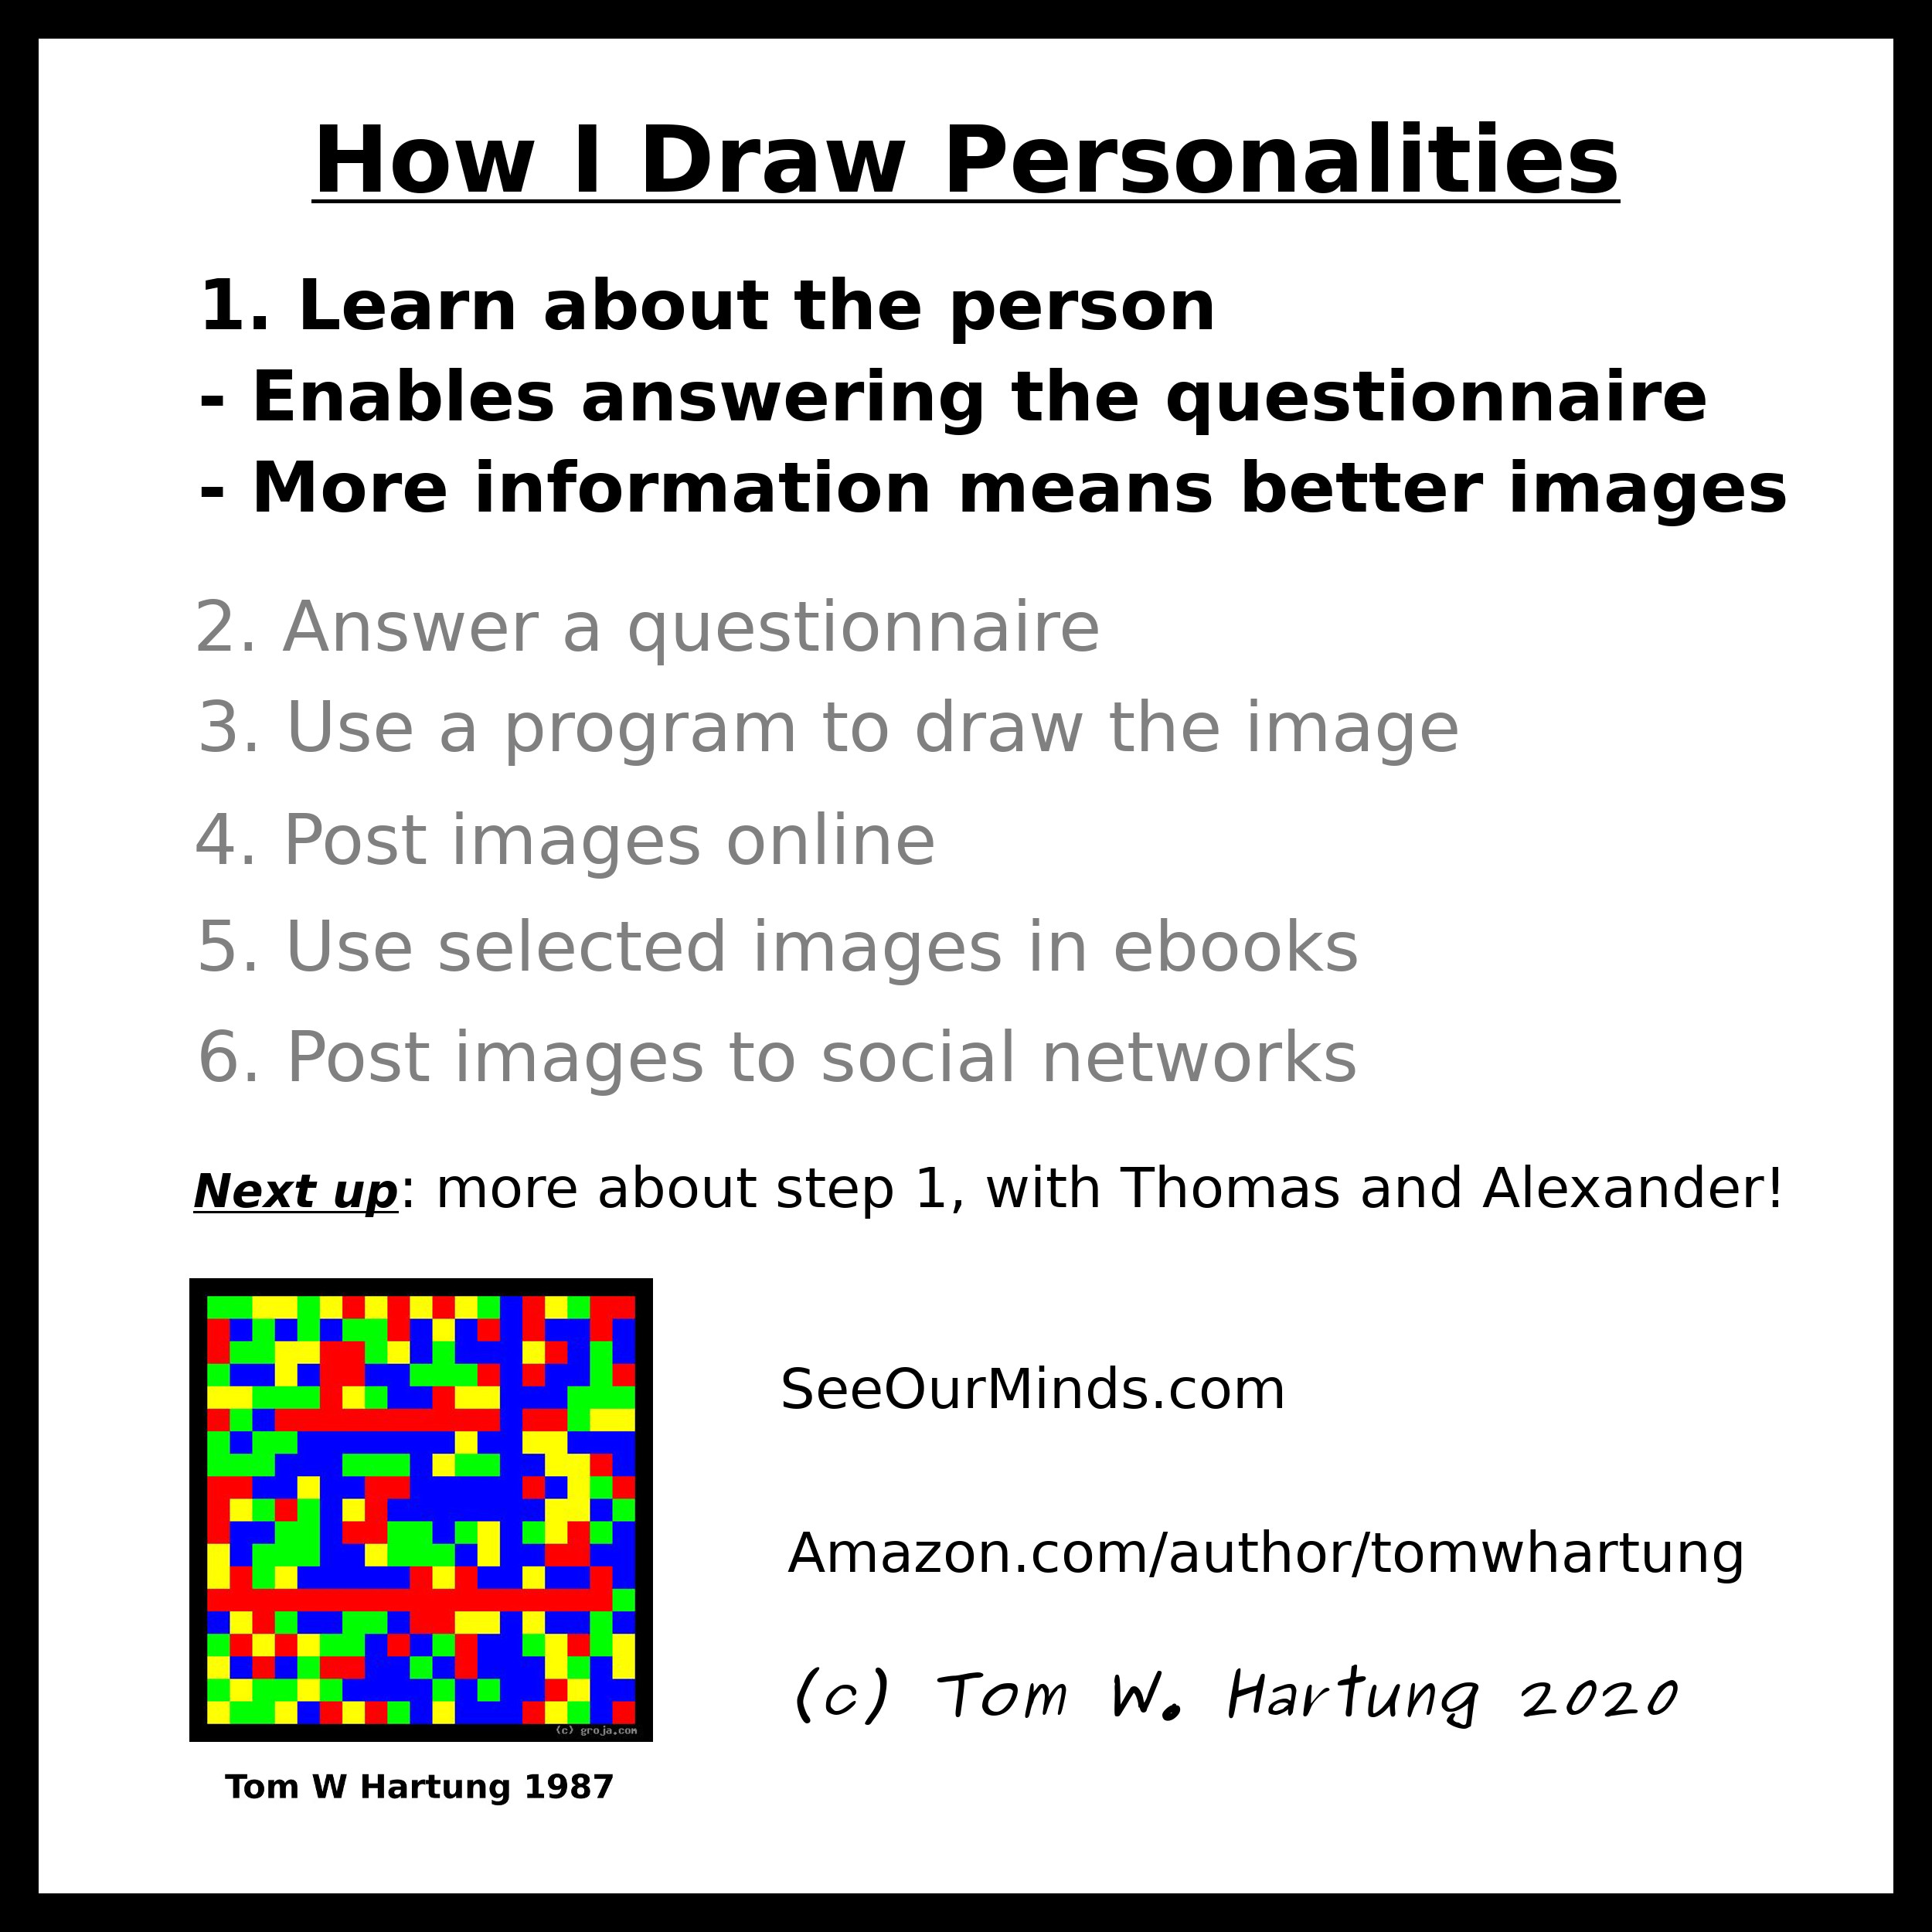 How I Draw Personalities
1. Learn about the person
- Enables answering the questionnaire
- More information means better images
2. Answer a questionnaire
3. Use a program to draw the image
4. Post images online
5. Use selected images in ebooks
6. Post images to social networks
Next up: more about step 1, with Thomas and Alexander!
SeeOurMinds.com
Amazon.com/author/tomwhartung
(c) Tom W. Hartung 2020
(c) groja.com
Tom W Hartung 1987